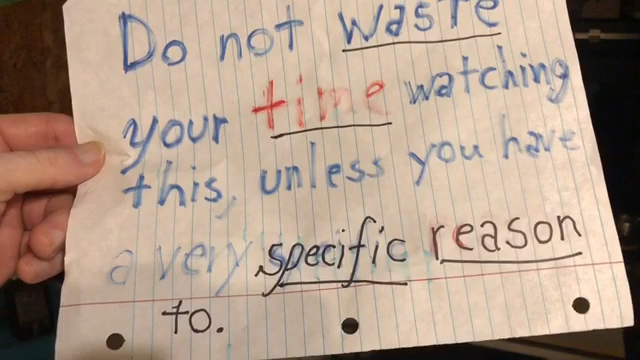 Do not waste
your time watching
this, unless you have
a very specific reason
to.